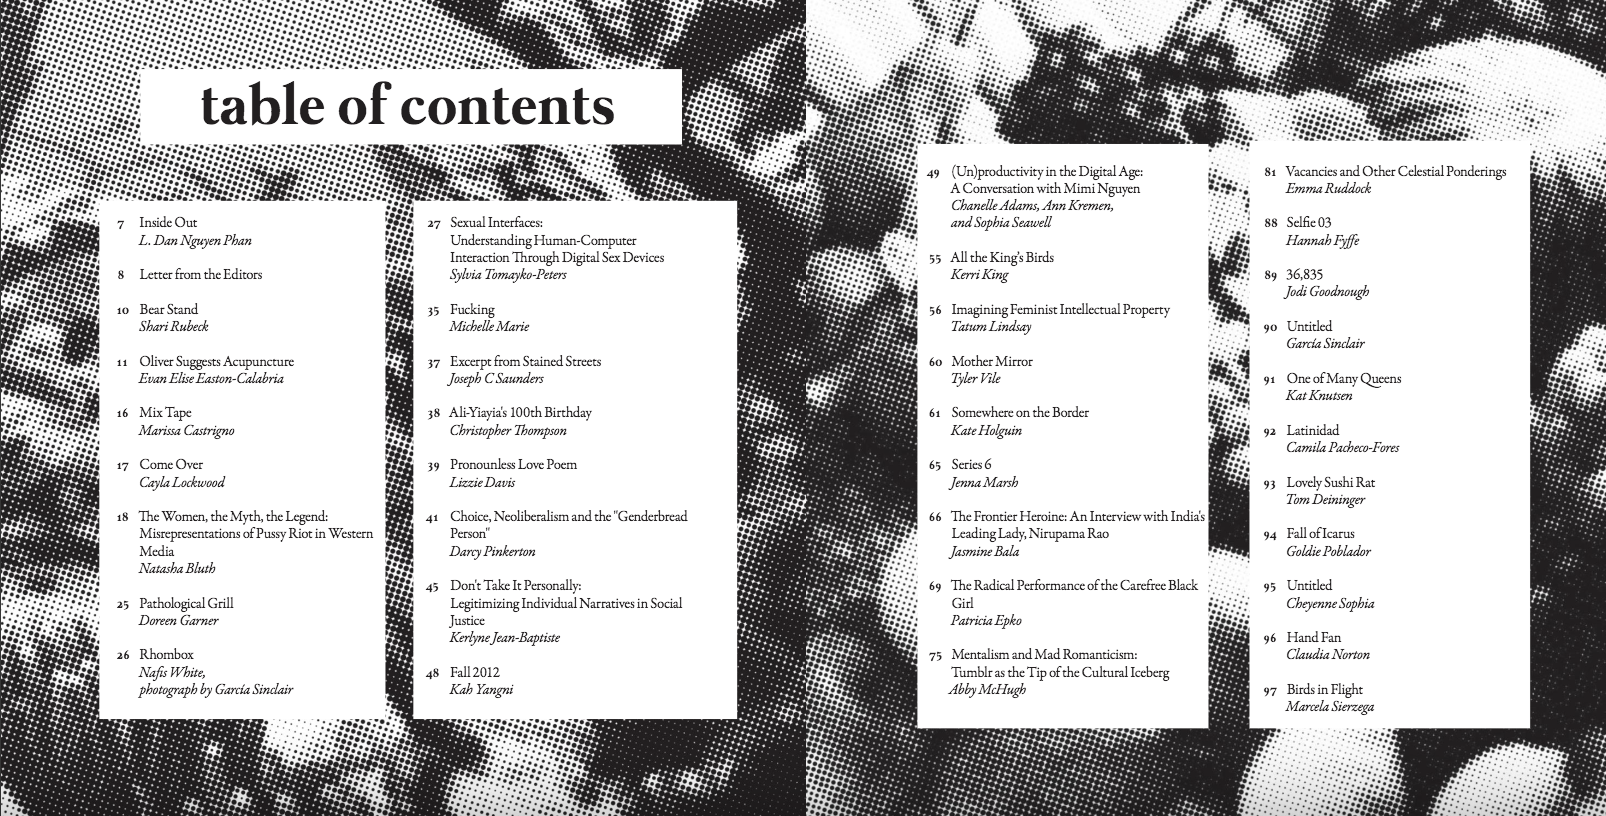 table of contents
7 Inside Out
L. Dan Nguyen Phan
8 Letter from the Editors
10 Bear Stand
Shari Rubeck
11 Oliver Suggests Acupuncture
Evan Elise Easton-Calabria
16 Mix Tape
Marissa Castrigno
17 Come Over
Cayla Lockwood
18 The Women, the Myth, the Legend:
Misrepresentations of Pussy Riot in Western
Media
Natasha Bluth
25 Pathological Grill
Doreen Garner
26 Rhombox
Nafis White,
photograph by García Sinclair
27 Sexual Interfaces:
Understanding Human-Computer
Interaction Through Digital Sex Devices
Sylvia Tomayko-Peters
35 Fucking
Michelle Marie
37 Excerpt from Stained Streets
Joseph C Saunders
38 Ali-Yiayia's 100th Birthday
Christopher Thompson
39 Pronounless Love Poem
Lizzie Davis
41 Choice, Neoliberalism and the "Genderbread
Person"
Darcy Pinkerton
45 Don't Take It Personally:
Legitimizing Individual Narratives in Social
Justice
Kerlyne Jean-Baptiste
48 Fall 2012
Kah Yangni
49 (Un)productivity in the Digital Age:
A Conversation with Mimi Nguyen
Chanelle Adams, Ann Kremen,
and Sophia Seawell
55 All the King's Birds
Kerri King
56 Imagining Feminist Intellectual Property
Tatum Lindsay
60 Mother Mirror
Tyler Vile
61 Somewhere on the Border
Kate Holguin
65 Series 6
Jenna Marsh
66 The Frontier Heroine: An Interview with India's
Leading Lady, Nirupama Rao
Jasmine Bala
69 The Radical Performance of the Carefree Black
Girl
Patricia Epko
75 Mentalism and Mad Romanticism:
Tumblr as the Tip of the Cultural Iceberg
Abby McHugh
81 Vacancies and Other Celestial Ponderings
Emma Ruddock
88 Selfie 03
Hannah Fyffe
89 36,835
Jodi Goodnough
90 Untitled
García Sinclair
91 One of Many Queens
Kat Knutsen
92 Latinidad
Camila Pacheco-Fores
93 Lovely Sushi Rat
Tom Deininger
94 Fall of Icarus
Goldie Poblador
95 Untitled
Cheyenne Sophia
96 Hand Fan
Claudia Norton
97 Birds in Flight
Marcela Sierzega